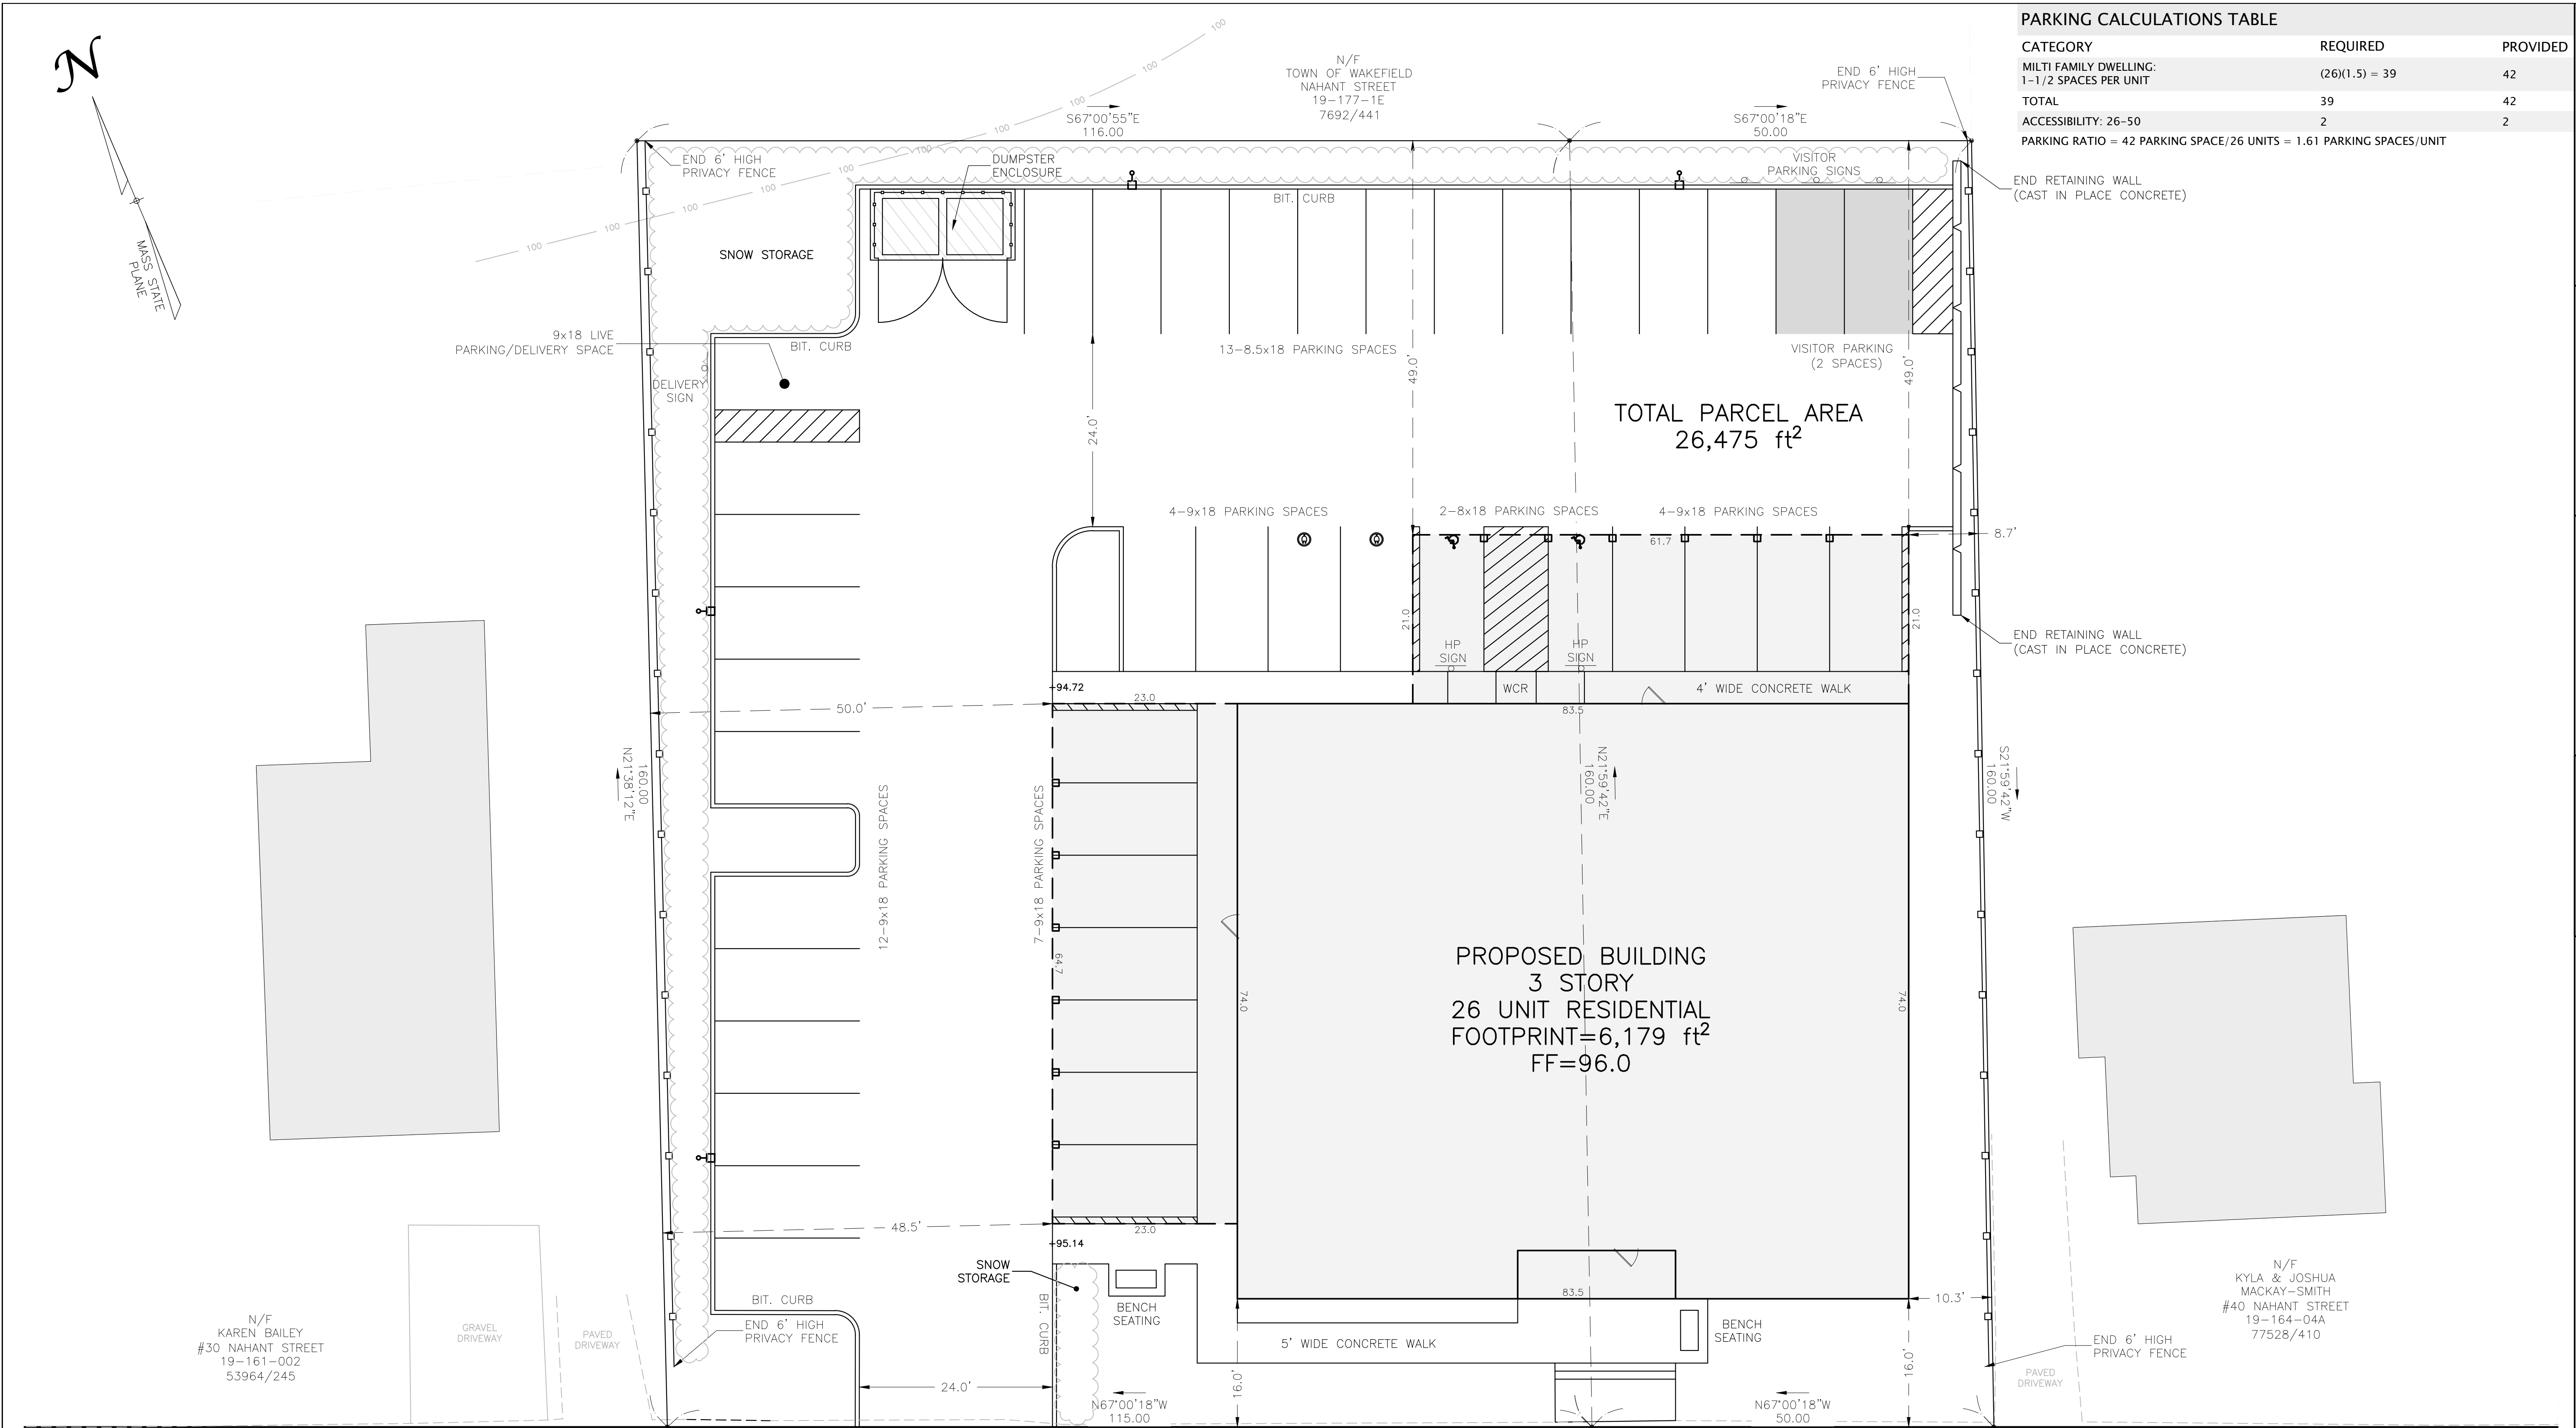 PARKING CALCULATIONS TABLE
CATEGORY REQUIRED PROVIDED
MILTI FAMILY DWELLING:
1-1/2 SPACES PER UNIT (26)(1.5) = 39 42
TOTAL 39 42
ACCESSIBILITY: 26-50 2 2
PARKING RATIO = 42 PARKING SPACE/26 UNITS = 1.61 PARKING SPACES/UNIT
N
MASS STATE
PLANE
100
100
100
100
100
100
100
100
100
100
N/F
TOWN OF WAKEFIELD
NAHANT STREET
19-177-1E
7692/441
S67°00'55"E
116.00
S67°00'18"E
50.00
END 6' HIGH
PRIVACY FENCE
END 6' HIGH
PRIVACY FENCE
DUMPSTER
ENCLOSURE
VISITOR
PARKING SIGNS
END RETAINING WALL
(CAST IN PLACE CONCRETE)
BIT. CURB
SNOW STORAGE
9x18 LIVE
PARKING/DELIVERY SPACE
BIT. CURB
DELIVERY
SIGN
13-8.5x18 PARKING SPACES
VISITOR PARKING
(2 SPACES)
49.0'
49.0'
24.0'
TOTAL PARCEL AREA
26,475 ft²
4-9x18 PARKING SPACES
2-8x18 PARKING SPACES
4-9x18 PARKING SPACES
61.7
8.7'
21.0
21.0
HP
SIGN
HP
SIGN
END RETAINING WALL
(CAST IN PLACE CONCRETE)
94.72
23.0
WCR
4' WIDE CONCRETE WALK
83.5
50.0'
N21°38'12"E
160.00
N21°59'42"E
160.00
S21°59'42"W
160.00
12-9x18 PARKING SPACES
7-9x18 PARKING SPACES
64.7
74.0
74.0
PROPOSED BUILDING
3 STORY
26 UNIT RESIDENTIAL
FOOTPRINT=6,179 ft²
FF=96.0
48.5'
23.0
95.14
SNOW
STORAGE
BENCH
SEATING
83.5
10.3'
BIT. CURB
BIT. CURB
END 6' HIGH
PRIVACY FENCE
5' WIDE CONCRETE WALK
BENCH
SEATING
END 6' HIGH
PRIVACY FENCE
24.0'
16.0'
16.0'
N67°00'18"W
115.00
N67°00'18"W
50.00
N/F
KAREN BAILEY
#30 NAHANT STREET
19-161-002
53964/245
GRAVEL
DRIVEWAY
PAVED
DRIVEWAY
N/F
KYLA & JOSHUA
MACKAY-SMITH
#40 NAHANT STREET
19-164-04A
77528/410
PAVED
DRIVEWAY